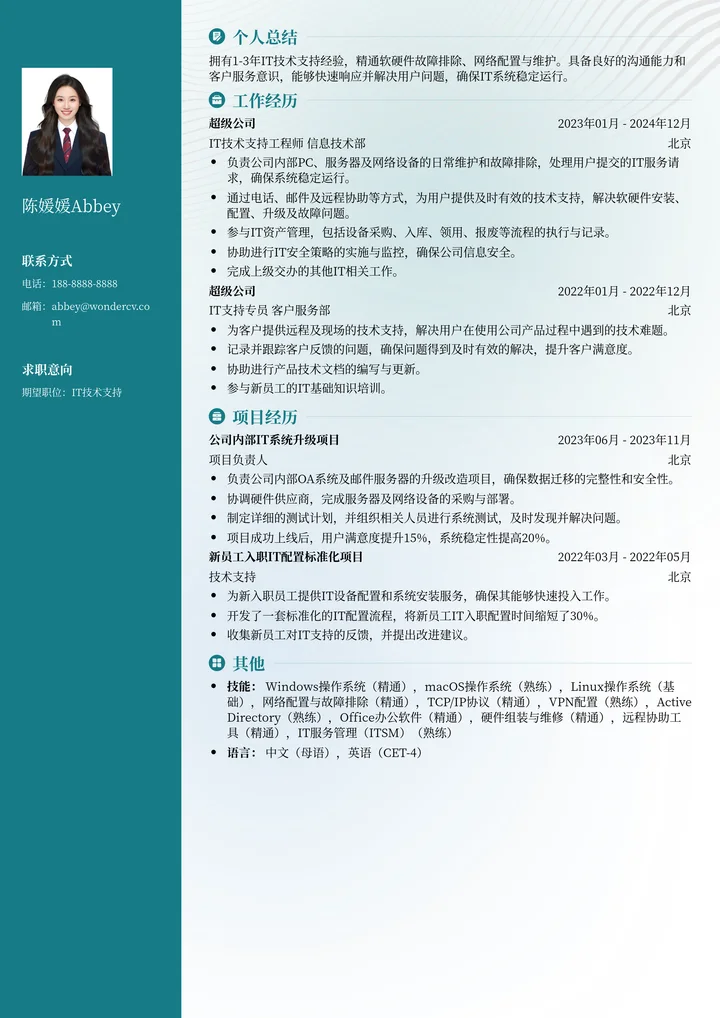 陈媛媛Abbey
联系方式
电话：188-8888-8888
邮箱：abbey@wondercv.co
m
求职意向
期望职位：IT技术支持
个人总结
拥有1-3年IT技术支持经验，精通软硬件故障排除、网络配置与维护。具备良好的沟通能力和
客户服务意识，能够快速响应并解决用户问题，确保IT系统稳定运行。
工作经历
超级公司 2023年01月 - 2024年12月
IT技术支持工程师 信息技术部 北京
• 负责公司内部PC、服务器及网络设备的日常维护和故障排除，处理用户提交的IT服务请
求，确保系统稳定运行。
• 通过电话、邮件及远程协助等方式，为用户提供及时有效的技术支持，解决软硬件安装、
配置、升级及故障问题。
• 参与IT资产管理，包括设备采购、入库、领用、报废等流程的执行与记录。
• 协助进行IT安全策略的实施与监控，确保公司信息安全。
• 完成上级交办的其他IT相关工作。
超级公司 2022年01月 - 2022年12月
IT支持专员 客户服务部 北京
• 为客户提供远程及现场的技术支持，解决用户在使用公司产品过程中遇到的技术难题。
• 记录并跟踪客户反馈的问题，确保问题得到及时有效的解决，提升客户满意度。
• 协助进行产品技术文档的编写与更新。
• 参与新员工的IT基础知识培训。
项目经历
公司内部IT系统升级项目 2023年06月 - 2023年11月
项目负责人 北京
• 负责公司内部OA系统及邮件服务器的升级改造项目，确保数据迁移的完整性和安全性。
• 协调硬件供应商，完成服务器及网络设备的采购与部署。
• 制定详细的测试计划，并组织相关人员进行系统测试，及时发现并解决问题。
• 项目成功上线后，用户满意度提升15%，系统稳定性提高20%。
新员工入职IT配置标准化项目 2022年03月 - 2022年05月
技术支持 北京
• 为新入职员工提供IT设备配置和系统安装服务，确保其能够快速投入工作。
• 开发了一套标准化的IT配置流程，将新员工IT入职配置时间缩短了30%。
• 收集新员工对IT支持的反馈，并提出改进建议。
其他
• 技能： Windows操作系统（精通）, macOS操作系统（熟练）, Linux操作系统（基
础）, 网络配置与故障排除（精通）, TCP/IP协议（精通）, VPN配置（熟练）, Active
Directory（熟练）, Office办公软件（精通）, 硬件组装与维修（精通）, 远程协助工
具（精通）, IT服务管理（ITSM）（熟练）
• 语言： 中文（母语）, 英语（CET-4）